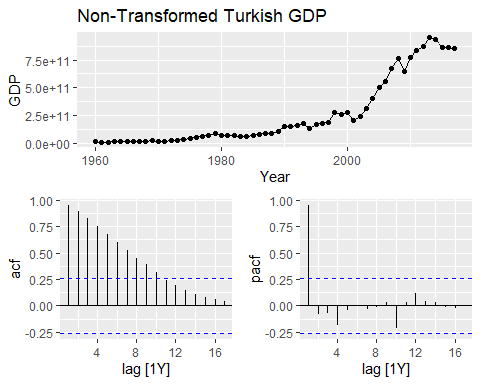 Non-Transformed Turkish GDP
7.5e+11
5.0e+11
2.5e+11
0.0e+00
GDP
1960 1980 2000
Year
1.00 1.00
0.75 0.75
0.50 0.50
0.25 0.25
0.00 0.00
-0.25 -0.25
acf pacf
4 8 12 16 4 8 12 16
lag [1Y] lag [1Y]